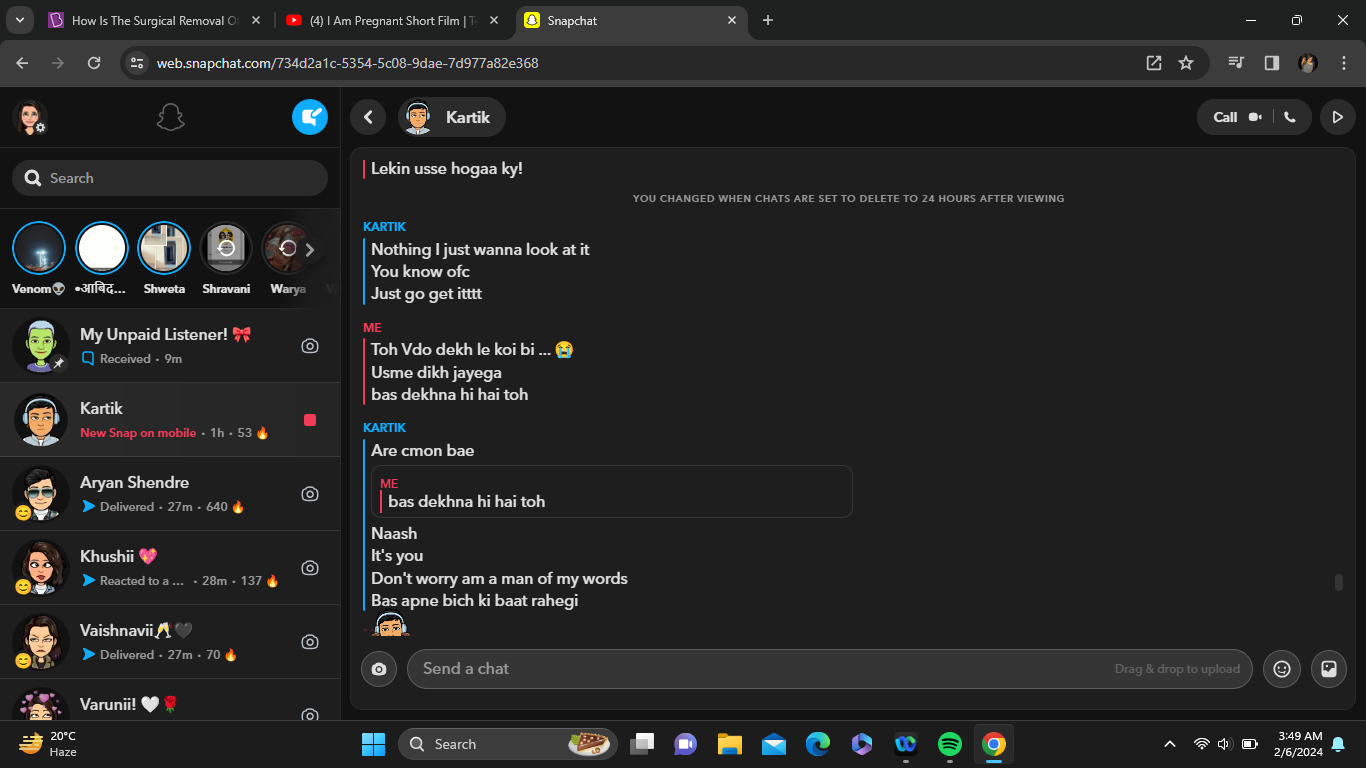 How Is The Surgical Removal O
(4) I Am Pregnant Short Film | Te
Snapchat
web.snapchat.com/734d2a1c-5354-5c08-9dae-7d977a82e368
Kartik
Call
Search
Venom👽
•आबिद...
Shweta
Shravani
Warya
My Unpaid Listener! 🎀
Received · 9m
Kartik
New Snap on mobile · 1h · 53 🔥
Aryan Shendre
Delivered · 27m · 640 🔥
Khushii 💖
Reacted to a ... · 28m · 137 🔥
Vaishnavii🥂🖤
Delivered · 27m · 70 🔥
Varunii! 🤍🌹
Lekin usse hogaa ky!
YOU CHANGED WHEN CHATS ARE SET TO DELETE TO 24 HOURS AFTER VIEWING
KARTIK
Nothing I just wanna look at it
You know ofc
Just go get itttt
ME
Toh Vdo dekh le koi bi ... 😭
Usme dikh jayega
bas dekhna hi hai toh
KARTIK
Are cmon bae
ME
bas dekhna hi hai toh
Naash
It's you
Don't worry am a man of my words
Bas apne bich ki baat rahegi
Send a chat
Drag & drop to upload
20°C
Haze
Search
3:49 AM
2/6/2024